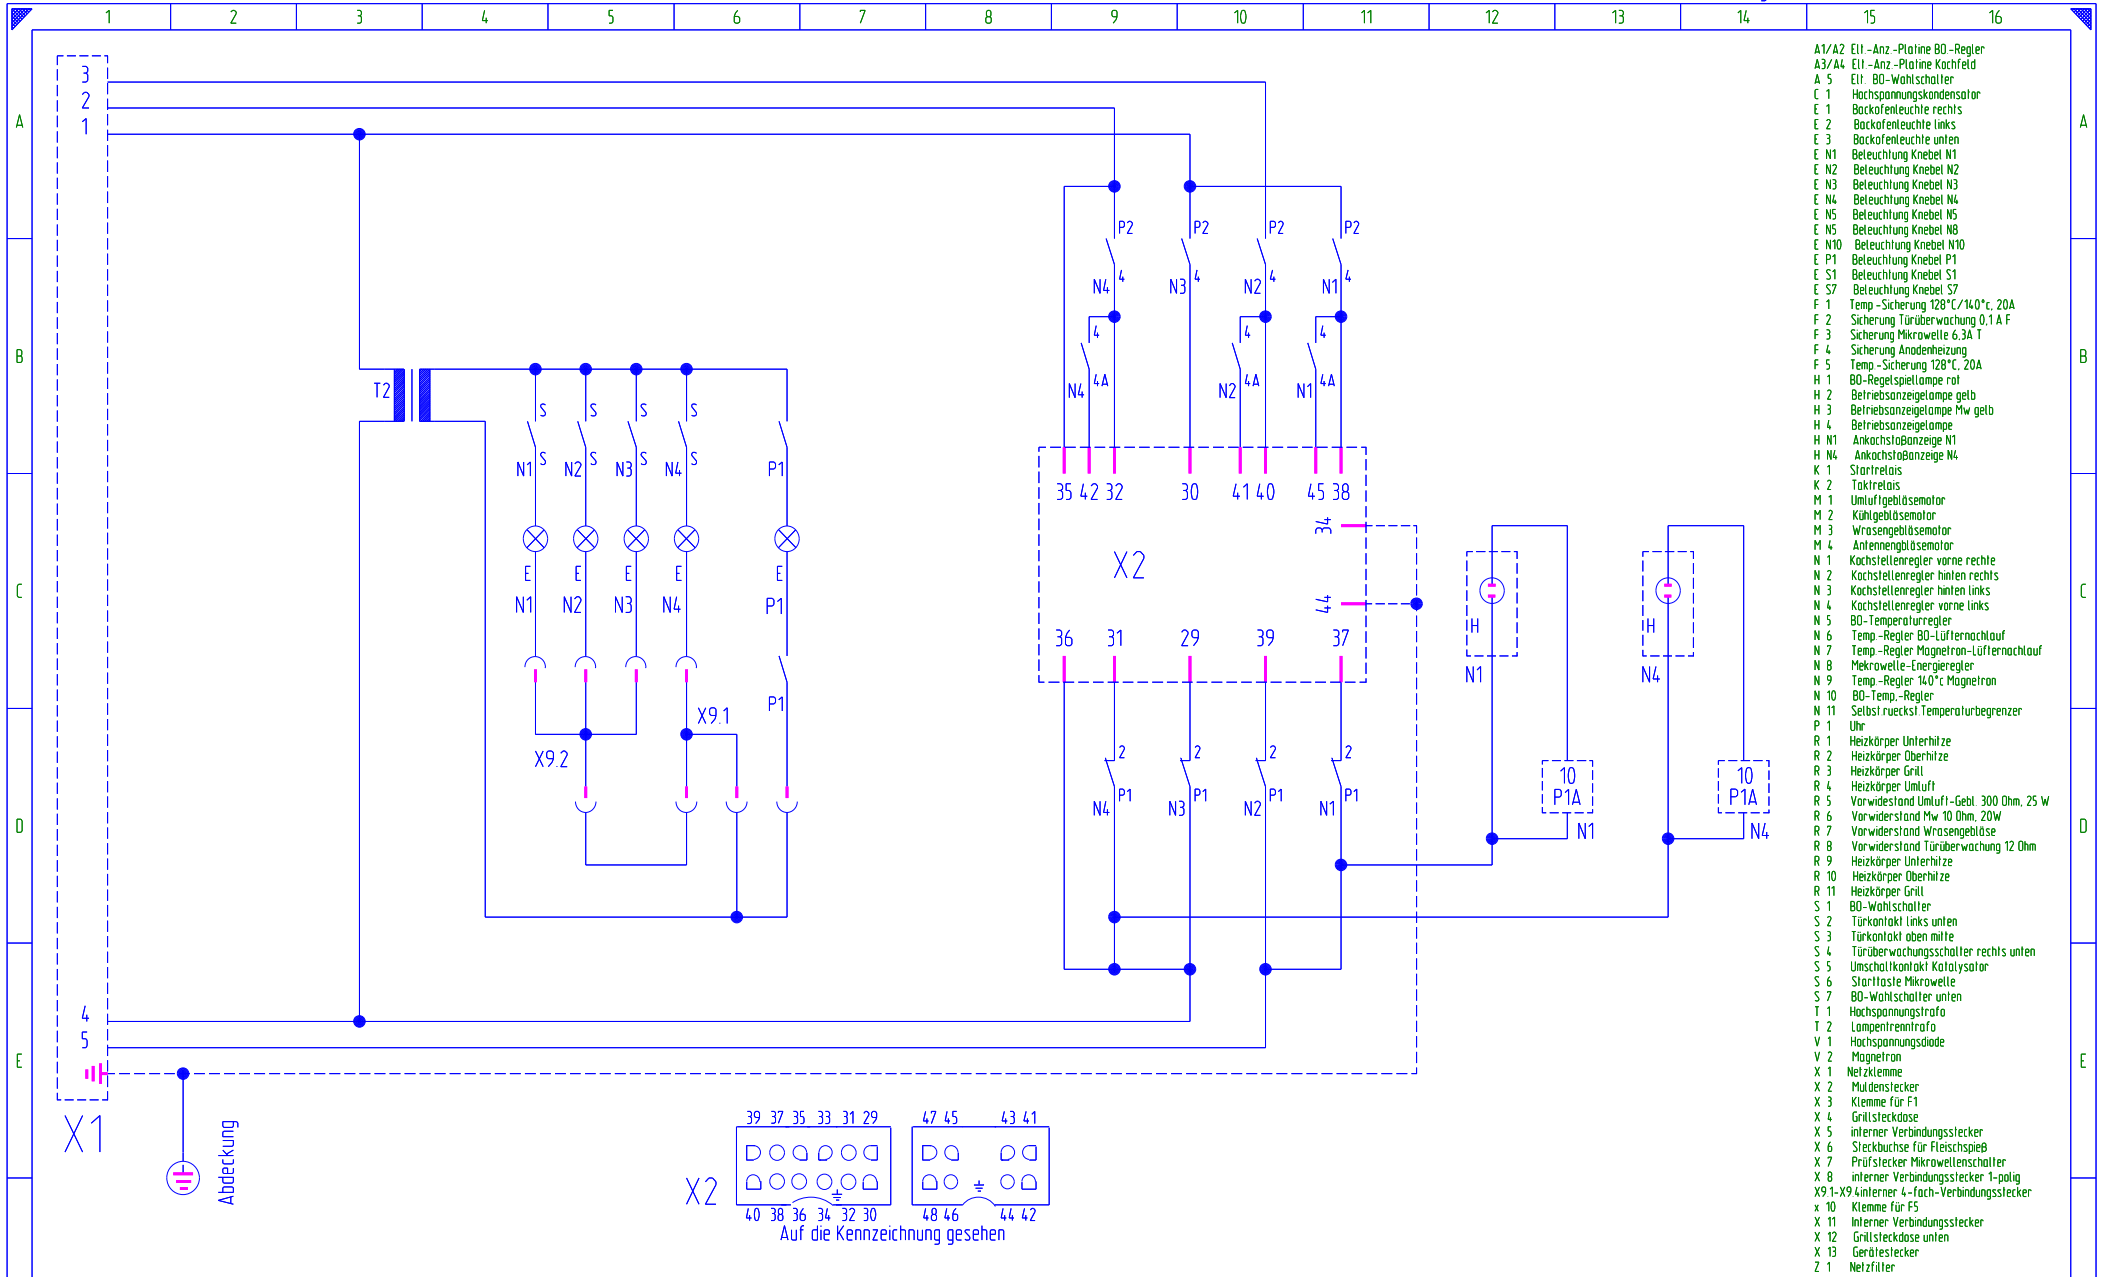 1 2 3 4 5 6 7 8 9 10 11 12 13 14 15 16
A A
B B
C C
D D
E E
3
2
1
P2 P2 P2 P2
4 4 4 4
N4 N3 N2 N1
4 4 4
4A 4A 4A
N4 N2 N1
T2
S S S S
S S S S
N1 N2 N3 N4 P1
35 42 32 30 41 40 45 38
34
X2
44
E E E E E
N1 N2 N3 N4 P1
36 31 29 39 37
H H
N1 N4
P1
X9.1
X9.2
2 2 2 2
P1 P1 P1 P1
N4 N3 N2 N1
10 10
P1A P1A
N1 N4
4
5
X1
Abdeckung
39 37 35 33 31 29 47 45 43 41
X2
40 38 36 34 32 30 48 46 44 42
Auf die Kennzeichnung gesehen
A1/A2 Elt.-Anz.-Platine BO.-Regler
A3/A4 Elt.-Anz.-Platine Kochfeld
A 5 Elt. BO-Wahlschalter
C 1 Hochspannungskondensator
E 1 Backofenleuchte rechts
E 2 Backofenleuchte links
E 3 Backofenleuchte unten
E N1 Beleuchtung Knebel N1
E N2 Beleuchtung Knebel N2
E N3 Beleuchtung Knebel N3
E N4 Beleuchtung Knebel N4
E N5 Beleuchtung Knebel N5
E N5 Beleuchtung Knebel N8
E N10 Beleuchtung Knebel N10
E P1 Beleuchtung Knebel P1
E S1 Beleuchtung Knebel S1
E S7 Beleuchtung Knebel S7
F 1 Temp.-Sicherung 128°C/140°c, 20A
F 2 Sicherung Türüberwachung 0,1 A F
F 3 Sicherung Mikrowelle 6,3A T
F 4 Sicherung Anodenheizung
F 5 Temp.-Sicherung 128°C, 20A
H 1 BO-Regelspiellampe rot
H 2 Betriebsanzeigelampe gelb
H 3 Betriebsanzeigelampe Mw gelb
H 4 Betriebsanzeigelampe
H N1 Ankochstoßanzeige N1
H N4 Ankochstoßanzeige N4
K 1 Startrelais
K 2 Taktrelais
M 1 Umluftgebläsemotor
M 2 Kühlgebläsemotor
M 3 Wrasengebläsemotor
M 4 Antennengbläsemotor
N 1 Kochstellenregler vorne rechte
N 2 Kochstellenregler hinten rechts
N 3 Kochstellenregler hinten links
N 4 Kochstellenregler vorne links
N 5 BO-Temperaturregler
N 6 Temp.-Regler BO-Lüfternachlauf
N 7 Temp.-Regler Magnetron-Lüfternachlauf
N 8 Mekrowelle-Energieregler
N 9 Temp.-Regler 140°c Magnetron
N 10 BO-Temp,-Regler
N 11 Selbstrueckst.Temperaturbegrenzer
P 1 Uhr
R 1 Heizkörper Unterhitze
R 2 Heizkörper Oberhitze
R 3 Heizkörper Grill
R 4 Heizkörper Umluft
R 5 Vorwidestand Umluft-Gebl. 300 Ohm, 25 W
R 6 Vorwiderstand Mw 10 Ohm, 20W
R 7 Vorwiderstand Wrasengebläse
R 8 Vorwiderstand Türüberwachung 12 Ohm
R 9 Heizkörper Unterhitze
R 10 Heizkörper Oberhitze
R 11 Heizkörper Grill
S 1 BO-Wahlschalter
S 2 Türkontakt links unten
S 3 Türkontakt oben mitte
S 4 Türüberwachungsschalter rechts unten
S 5 Umschaltkontakt Katalysator
S 6 Starttaste Mikrowelle
S 7 BO-Wahlschalter unten
T 1 Hochspannungstrafo
T 2 Lampentrenntrafo
V 1 Hochspannungsdiode
V 2 Magnetron
X 1 Netzklemme
X 2 Muldenstecker
X 3 Klemme für F1
X 4 Grillsteckdose
X 5 interner Verbindungsstecker
X 6 Steckbuchse für Fleischspieß
X 7 Prüfstecker Mikrowellenschalter
X 8 interner Verbindungsstecker 1-polig
X9.1-X9.4interner 4-fach-Verbindungsstecker
x 10 Klemme für F5
X 11 Interner Verbindungsstecker
X 12 Grillsteckdose unten
X 13 Gerätestecker
Z 1 Netzfilter